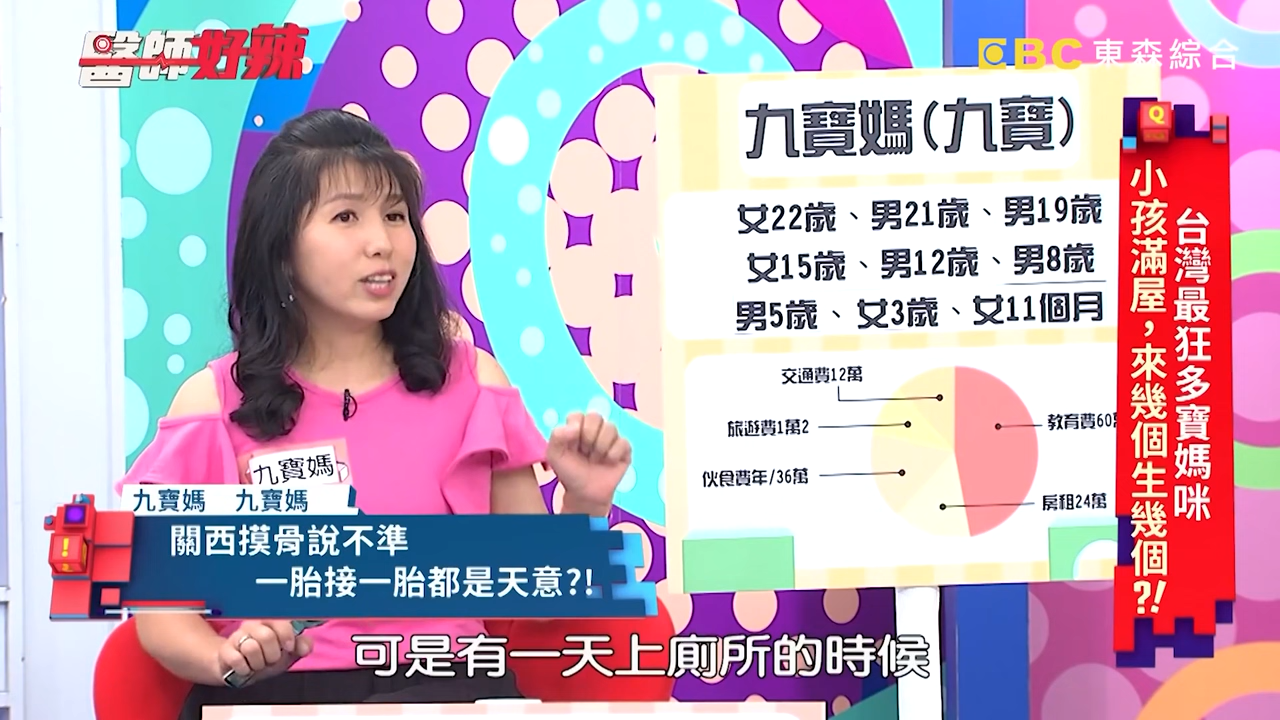 醫師好辣
EBC 東森綜合
九寶媽(九寶)
女22歲、男21歲、男19歲
女15歲、男12歲、男8歲
男5歲、女3歲、女11個月
交通費12萬
旅遊費1萬2
伙食費年/36萬
教育費60萬
房租24萬
Q
台灣最狂多寶媽咪
小孩滿屋,來幾個生幾個?!
九寶媽
九寶媽 九寶媽
關西摸骨說不準
一胎接一胎都是天意?!
可是有一天上廁所的時候